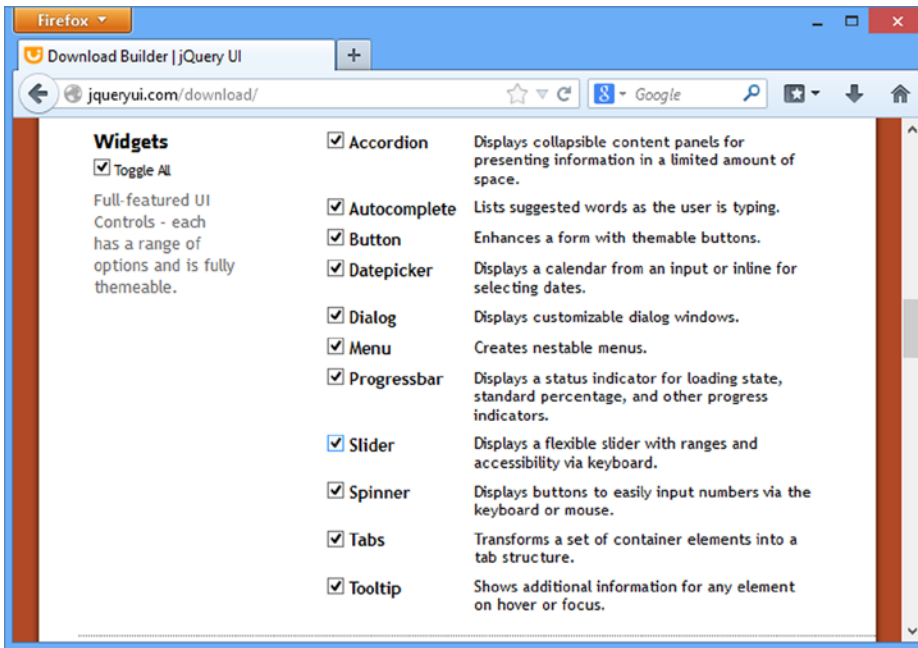 Firefox
Download Builder | jQuery UI
jqueryui.com/download/
Google
Widgets
Toggle All
Full-featured UI
Controls - each
has a range of
options and is fully
themeable.
Accordion
Displays collapsible content panels for
presenting information in a limited amount of
space.
Autocomplete
Lists suggested words as the user is typing.
Button
Enhances a form with themable buttons.
Datepicker
Displays a calendar from an input or inline for
selecting dates.
Dialog
Displays customizable dialog windows.
Menu
Creates nestable menus.
Progressbar
Displays a status indicator for loading state,
standard percentage, and other progress
indicators.
Slider
Displays a flexible slider with ranges and
accessibility via keyboard.
Spinner
Displays buttons to easily input numbers via the
keyboard or mouse.
Tabs
Transforms a set of container elements into a
tab structure.
Tooltip
Shows additional information for any element
on hover or focus.